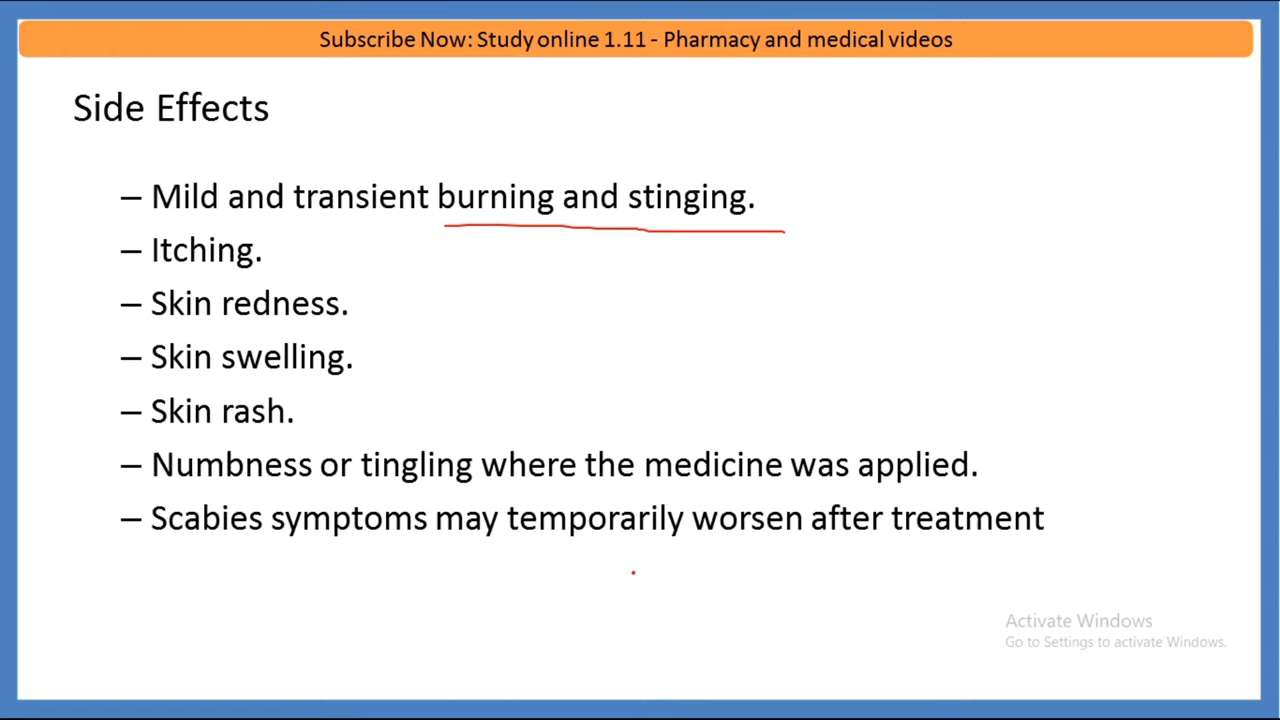 Subscribe Now: Study online 1.11 - Pharmacy and medical videos
Side Effects
– Mild and transient burning and stinging.
– Itching.
– Skin redness.
– Skin swelling.
– Skin rash.
– Numbness or tingling where the medicine was applied.
– Scabies symptoms may temporarily worsen after treatment
Activate Windows
Go to Settings to activate Windows.